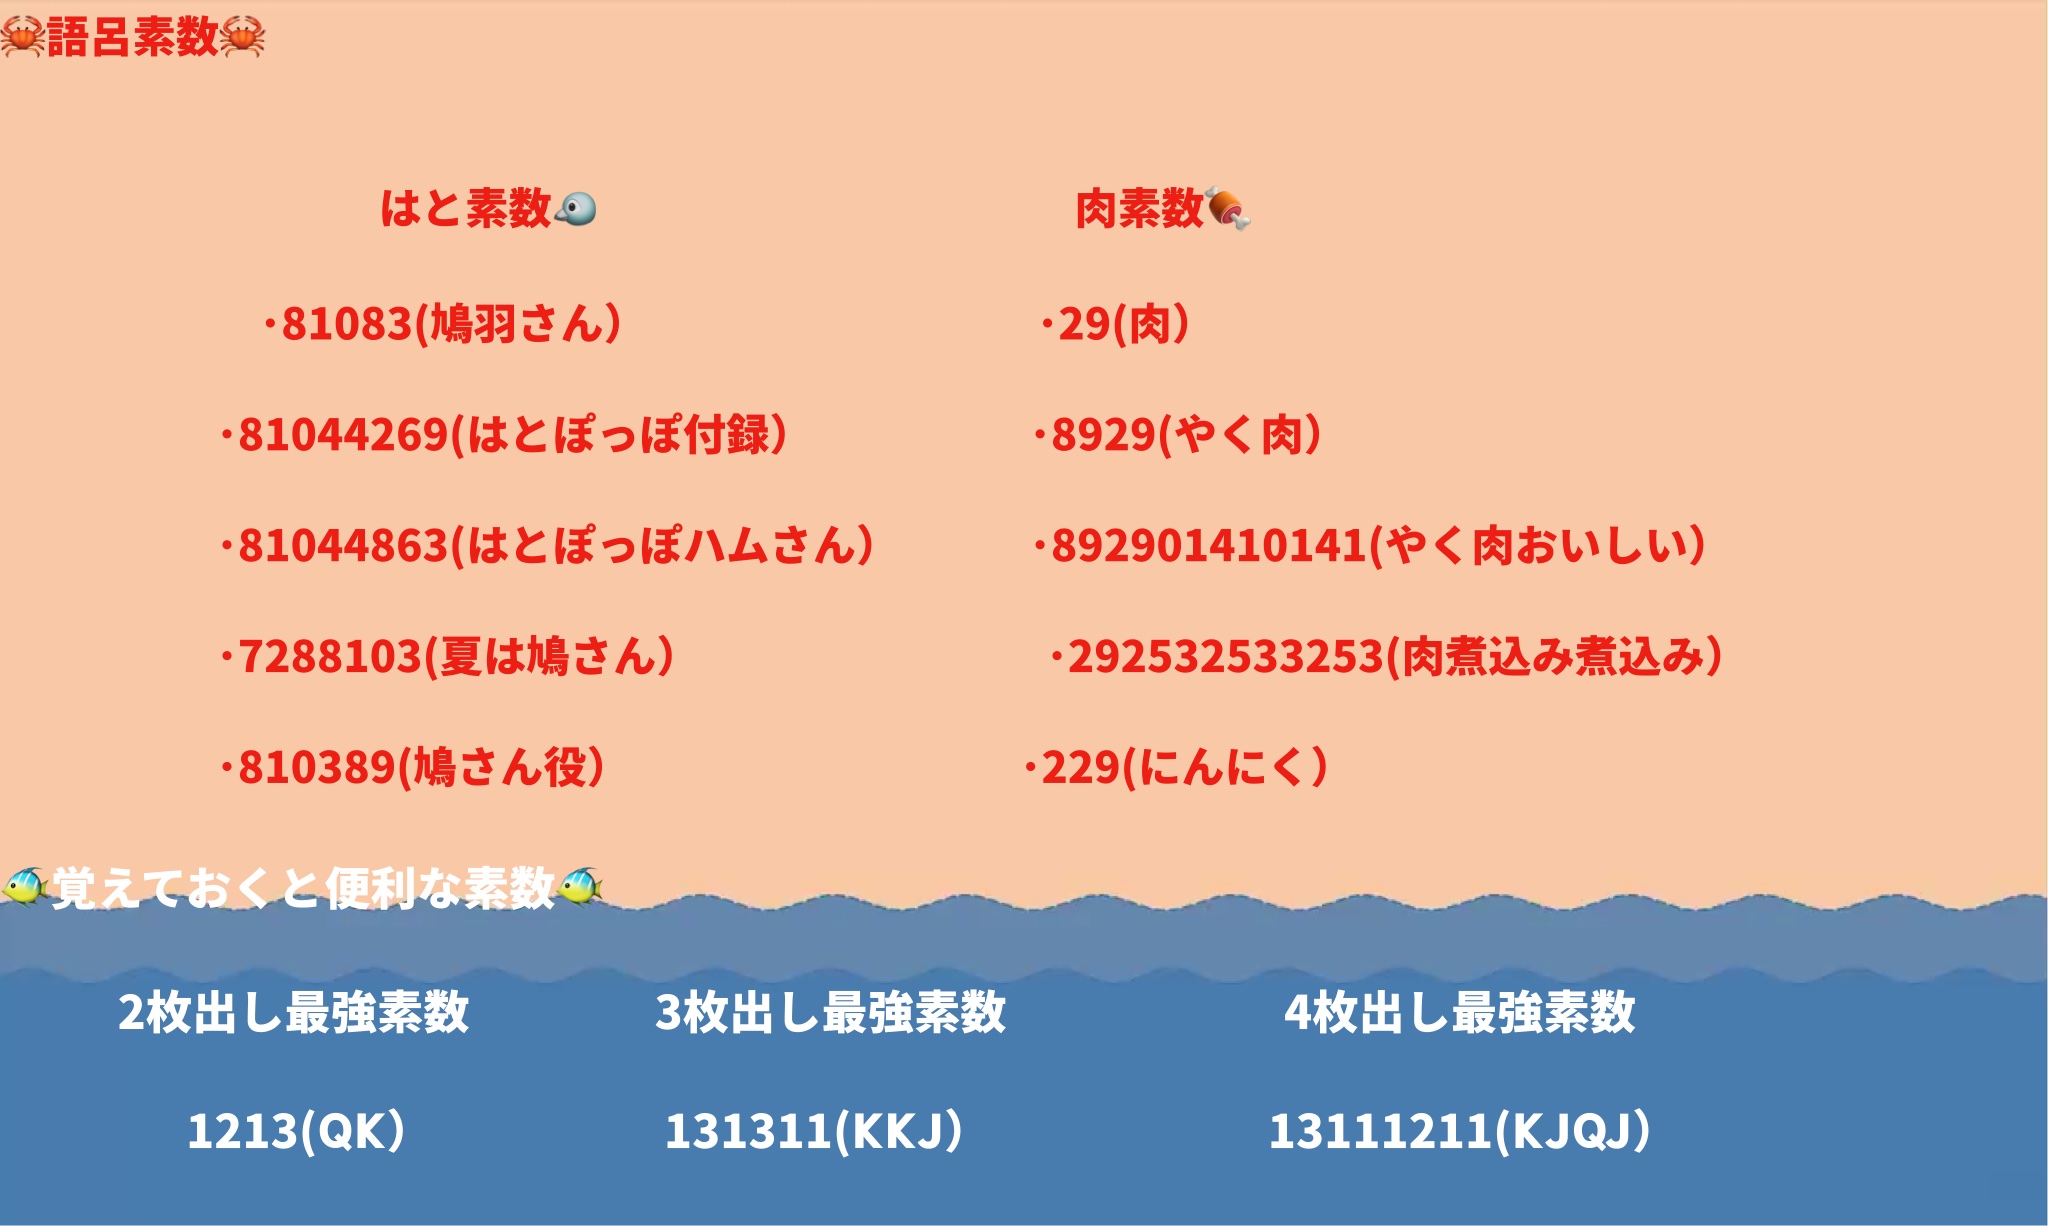 🦀語呂素数🦀
はと素数🐦
・81083(鳩羽さん）
・81044269(はとぽっぽ付録）
・81044863(はとぽっぽハムさん）
・7288103(夏は鳩さん）
・810389(鳩さん役）
肉素数🍖
・29(肉）
・8929(やく肉）
・892901410141(やく肉おいしい）
・292532533253(肉煮込み煮込み）
・229(にんにく）
🐠覚えておくと便利な素数🐠
2枚出し最強素数
1213(QK）
3枚出し最強素数
131311(KKJ）
4枚出し最強素数
13111211(KJQJ）